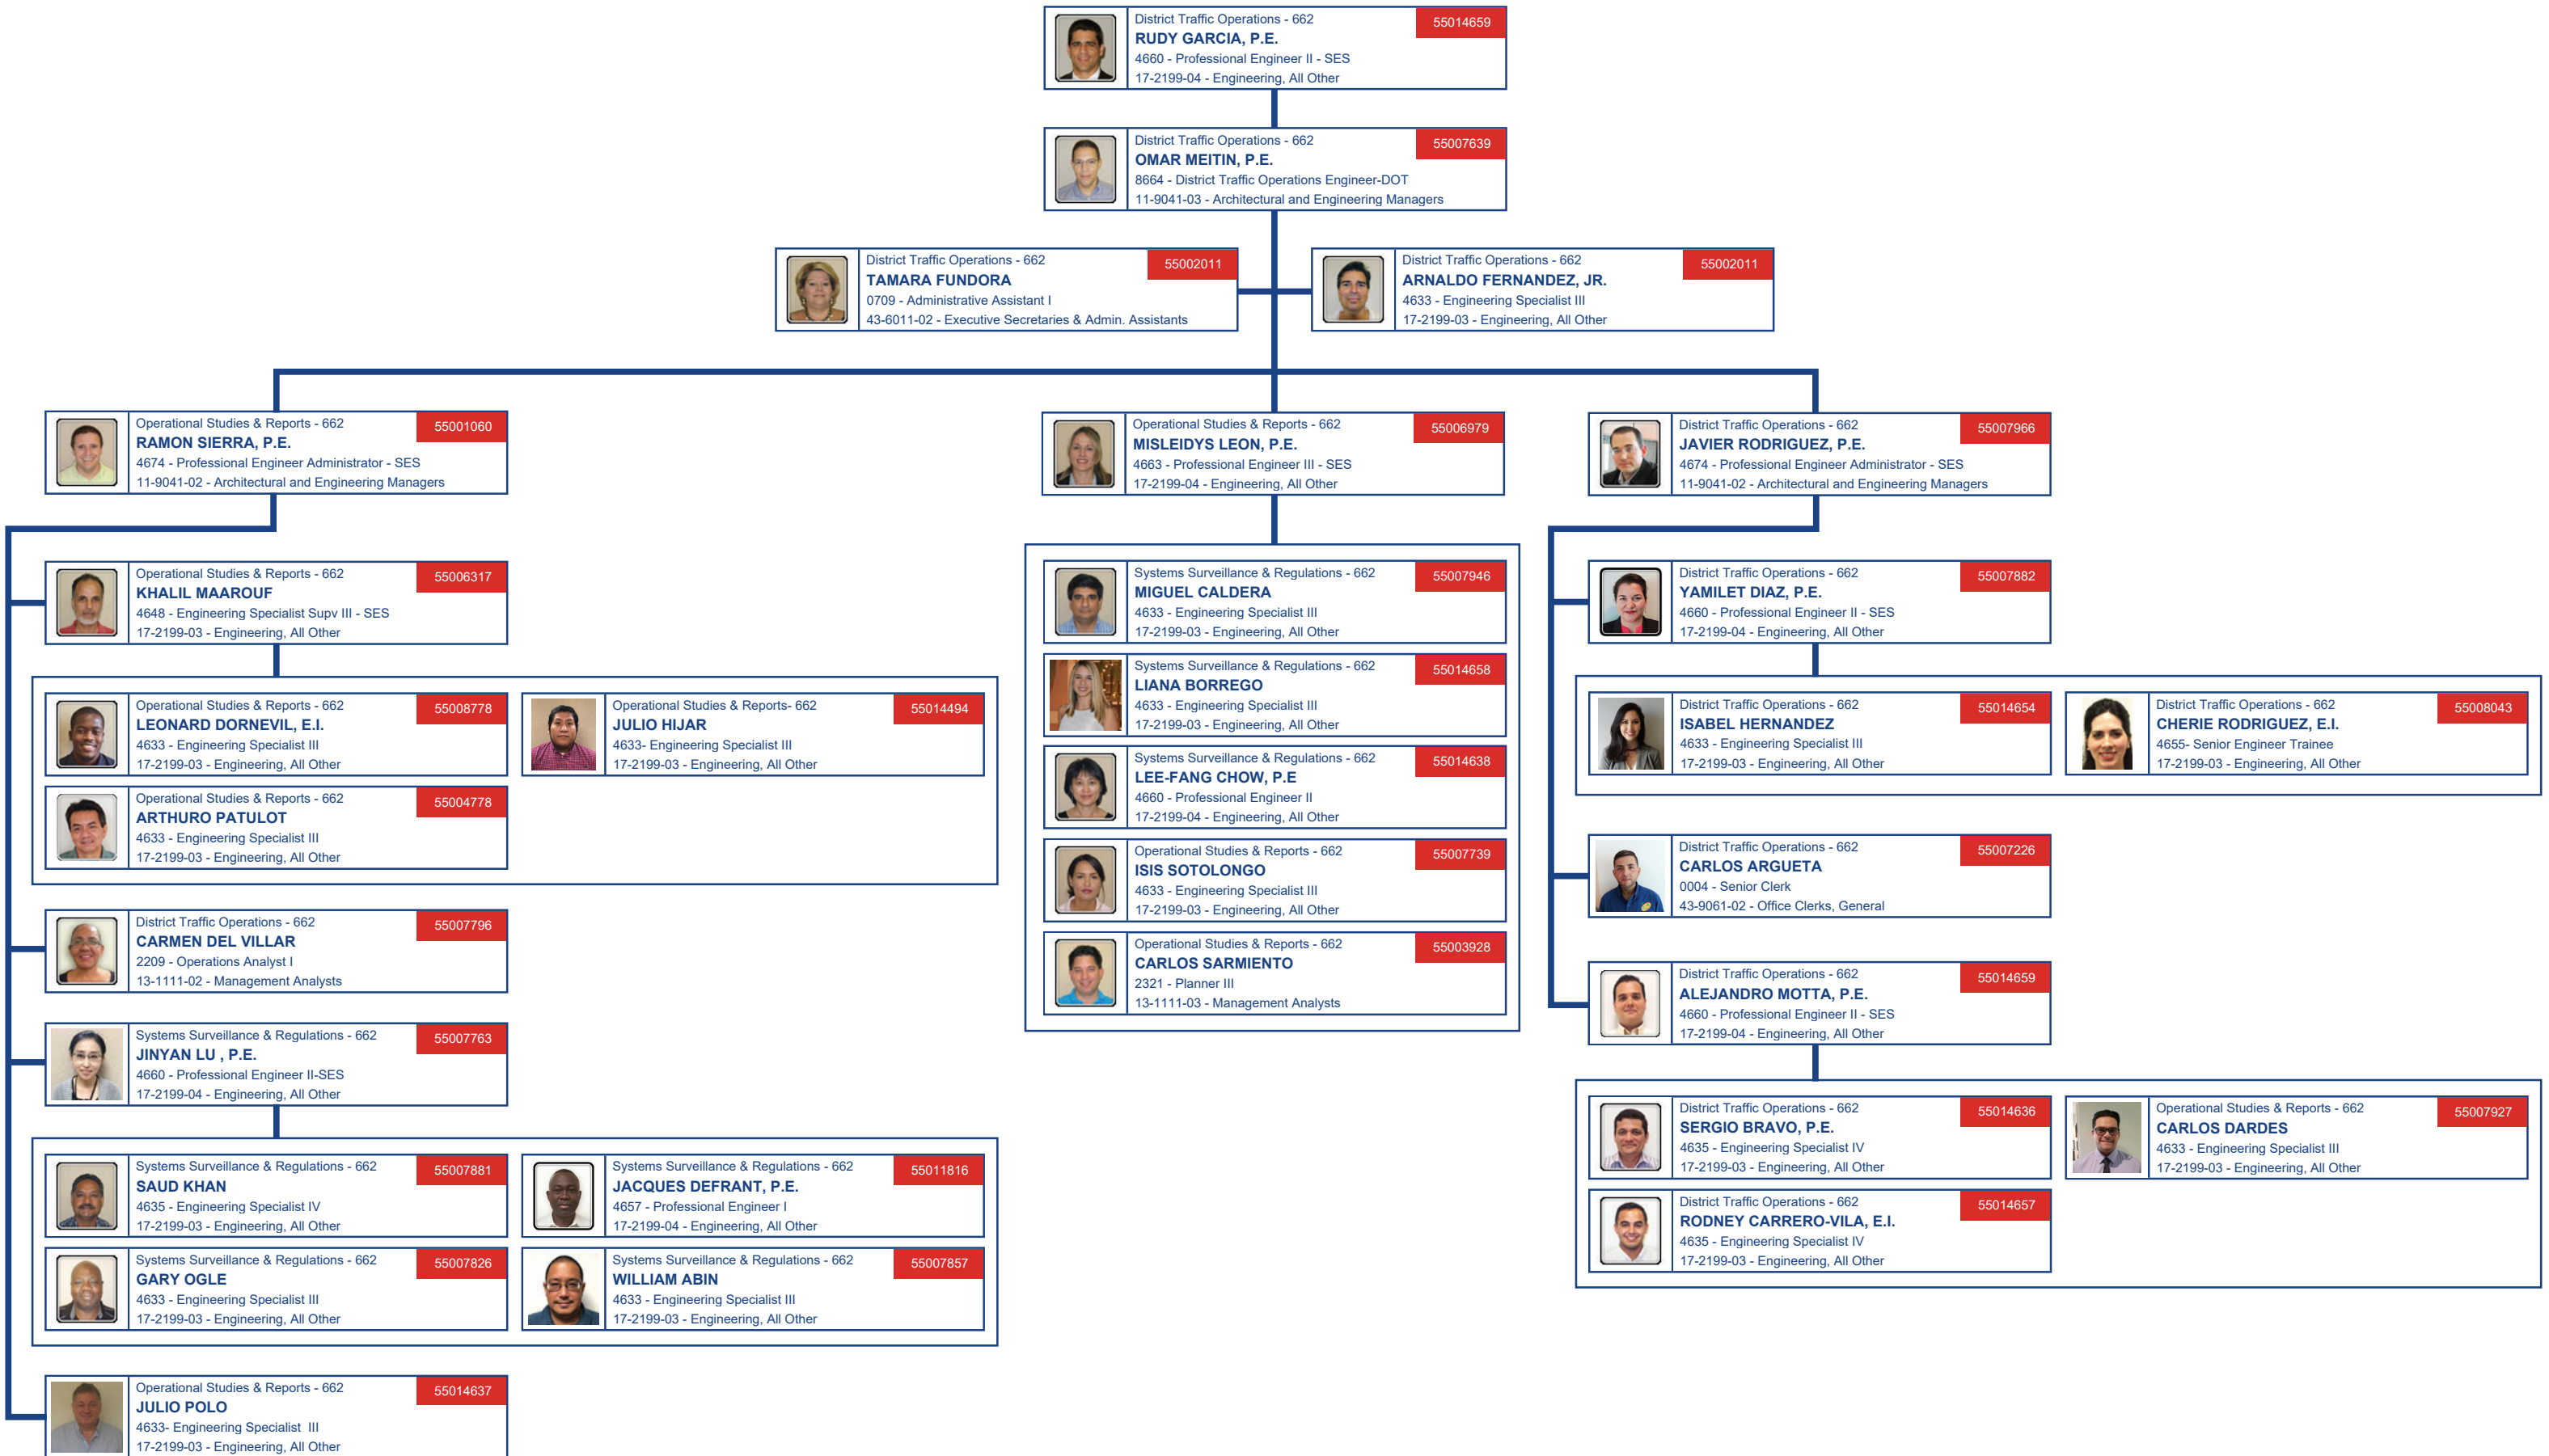 District Traffic Operations - 662
55014659
RUDY GARCIA, P.E.
4660 - Professional Engineer II - SES
17-2199-04 - Engineering, All Other
District Traffic Operations - 662
55007639
OMAR MEITIN, P.E.
8664 - District Traffic Operations Engineer-DOT
11-9041-03 - Architectural and Engineering Managers
District Traffic Operations - 662
55002011
TAMARA FUNDORA
0709 - Administrative Assistant I
43-6011-02 - Executive Secretaries & Admin. Assistants
District Traffic Operations - 662
55002011
ARNALDO FERNANDEZ, JR.
4633 - Engineering Specialist III
17-2199-03 - Engineering, All Other
Operational Studies & Reports - 662
55001060
RAMON SIERRA, P.E.
4674 - Professional Engineer Administrator - SES
11-9041-02 - Architectural and Engineering Managers
Operational Studies & Reports - 662
55006317
KHALIL MAAROUF
4648 - Engineering Specialist Supv III - SES
17-2199-03 - Engineering, All Other
Operational Studies & Reports - 662
55008778
LEONARD DORNEVIL, E.I.
4633 - Engineering Specialist III
17-2199-03 - Engineering, All Other
Operational Studies & Reports- 662
55014494
JULIO HIJAR
4633- Engineering Specialist III
17-2199-03 - Engineering, All Other
Operational Studies & Reports - 662
55004778
ARTHURO PATULOT
4633 - Engineering Specialist III
17-2199-03 - Engineering, All Other
District Traffic Operations - 662
55007796
CARMEN DEL VILLAR
2209 - Operations Analyst I
13-1111-02 - Management Analysts
Systems Surveillance & Regulations - 662
55007763
JINYAN LU , P.E.
4660 - Professional Engineer II-SES
17-2199-04 - Engineering, All Other
Systems Surveillance & Regulations - 662
55007881
SAUD KHAN
4635 - Engineering Specialist IV
17-2199-03 - Engineering, All Other
Systems Surveillance & Regulations - 662
55011816
JACQUES DEFRANT, P.E.
4657 - Professional Engineer I
17-2199-04 - Engineering, All Other
Systems Surveillance & Regulations - 662
55007826
GARY OGLE
4633 - Engineering Specialist III
17-2199-03 - Engineering, All Other
Systems Surveillance & Regulations - 662
55007857
WILLIAM ABIN
4633 - Engineering Specialist III
17-2199-03 - Engineering, All Other
Operational Studies & Reports - 662
55014637
JULIO POLO
4633- Engineering Specialist III
17-2199-03 - Engineering, All Other
Operational Studies & Reports - 662
55006979
MISLEIDYS LEON, P.E.
4663 - Professional Engineer III - SES
17-2199-04 - Engineering, All Other
Systems Surveillance & Regulations - 662
55007946
MIGUEL CALDERA
4633 - Engineering Specialist III
17-2199-03 - Engineering, All Other
Systems Surveillance & Regulations - 662
55014658
LIANA BORREGO
4633 - Engineering Specialist III
17-2199-03 - Engineering, All Other
Systems Surveillance & Regulations - 662
55014638
LEE-FANG CHOW, P.E
4660 - Professional Engineer II
17-2199-04 - Engineering, All Other
Operational Studies & Reports - 662
55007739
ISIS SOTOLONGO
4633 - Engineering Specialist III
17-2199-03 - Engineering, All Other
Operational Studies & Reports - 662
55003928
CARLOS SARMIENTO
2321 - Planner III
13-1111-03 - Management Analysts
District Traffic Operations - 662
55007966
JAVIER RODRIGUEZ, P.E.
4674 - Professional Engineer Administrator - SES
11-9041-02 - Architectural and Engineering Managers
District Traffic Operations - 662
55007882
YAMILET DIAZ, P.E.
4660 - Professional Engineer II - SES
17-2199-04 - Engineering, All Other
District Traffic Operations - 662
55014654
ISABEL HERNANDEZ
4633 - Engineering Specialist III
17-2199-03 - Engineering, All Other
District Traffic Operations - 662
55008043
CHERIE RODRIGUEZ, E.I.
4655- Senior Engineer Trainee
17-2199-03 - Engineering, All Other
District Traffic Operations - 662
55007226
CARLOS ARGUETA
0004 - Senior Clerk
43-9061-02 - Office Clerks, General
District Traffic Operations - 662
55014659
ALEJANDRO MOTTA, P.E.
4660 - Professional Engineer II - SES
17-2199-04 - Engineering, All Other
District Traffic Operations - 662
55014636
SERGIO BRAVO, P.E.
4635 - Engineering Specialist IV
17-2199-03 - Engineering, All Other
Operational Studies & Reports - 662
55007927
CARLOS DARDES
4633 - Engineering Specialist III
17-2199-03 - Engineering, All Other
District Traffic Operations - 662
55014657
RODNEY CARRERO-VILA, E.I.
4635 - Engineering Specialist IV
17-2199-03 - Engineering, All Other